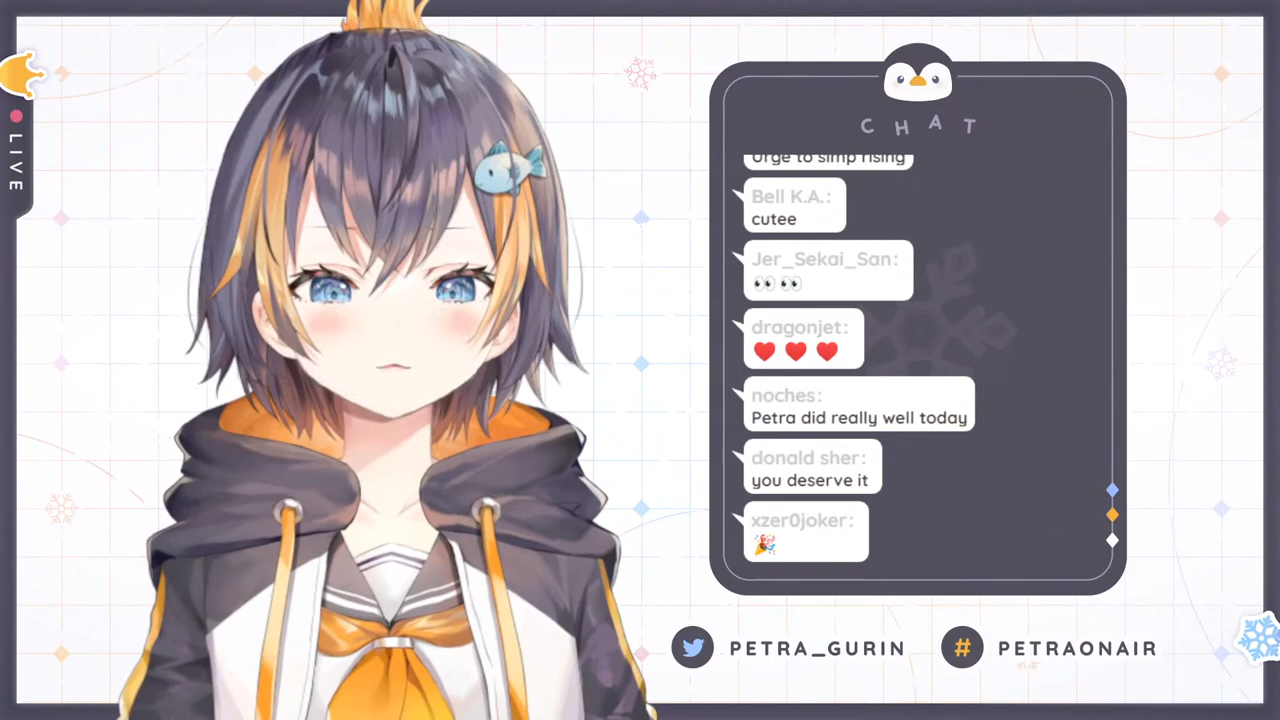 LIVE
CHAT
Urge to simp rising
Bell K.A.:
cutee
Jer_Sekai_San:
👀 👀
dragonjet:
❤️ ❤️ ❤️
noches:
Petra did really well today
donald sher:
you deserve it
xzer0joker:
🎉
PETRA_GURIN
# PETRAONAIR